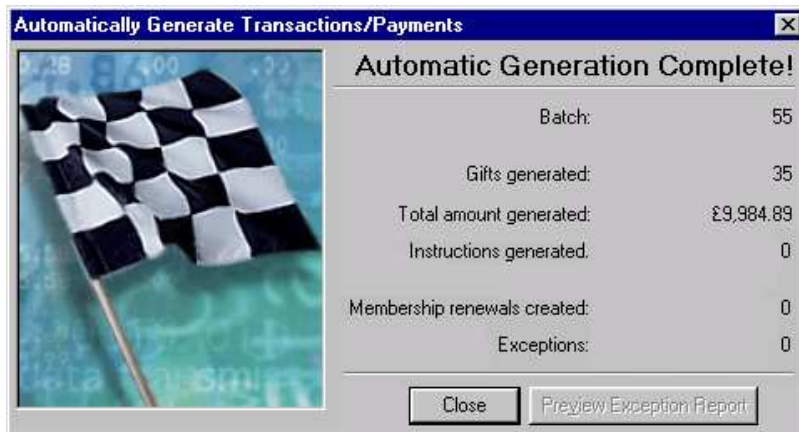 Automatically Generate Transactions/Payments
Automatic Generation Complete!
Batch: 55
Gifts generated: 35
Total amount generated: £9,984.89
Instructions generated. 0
Membership renewals created: 0
Exceptions: 0
Close Preview Exception Report